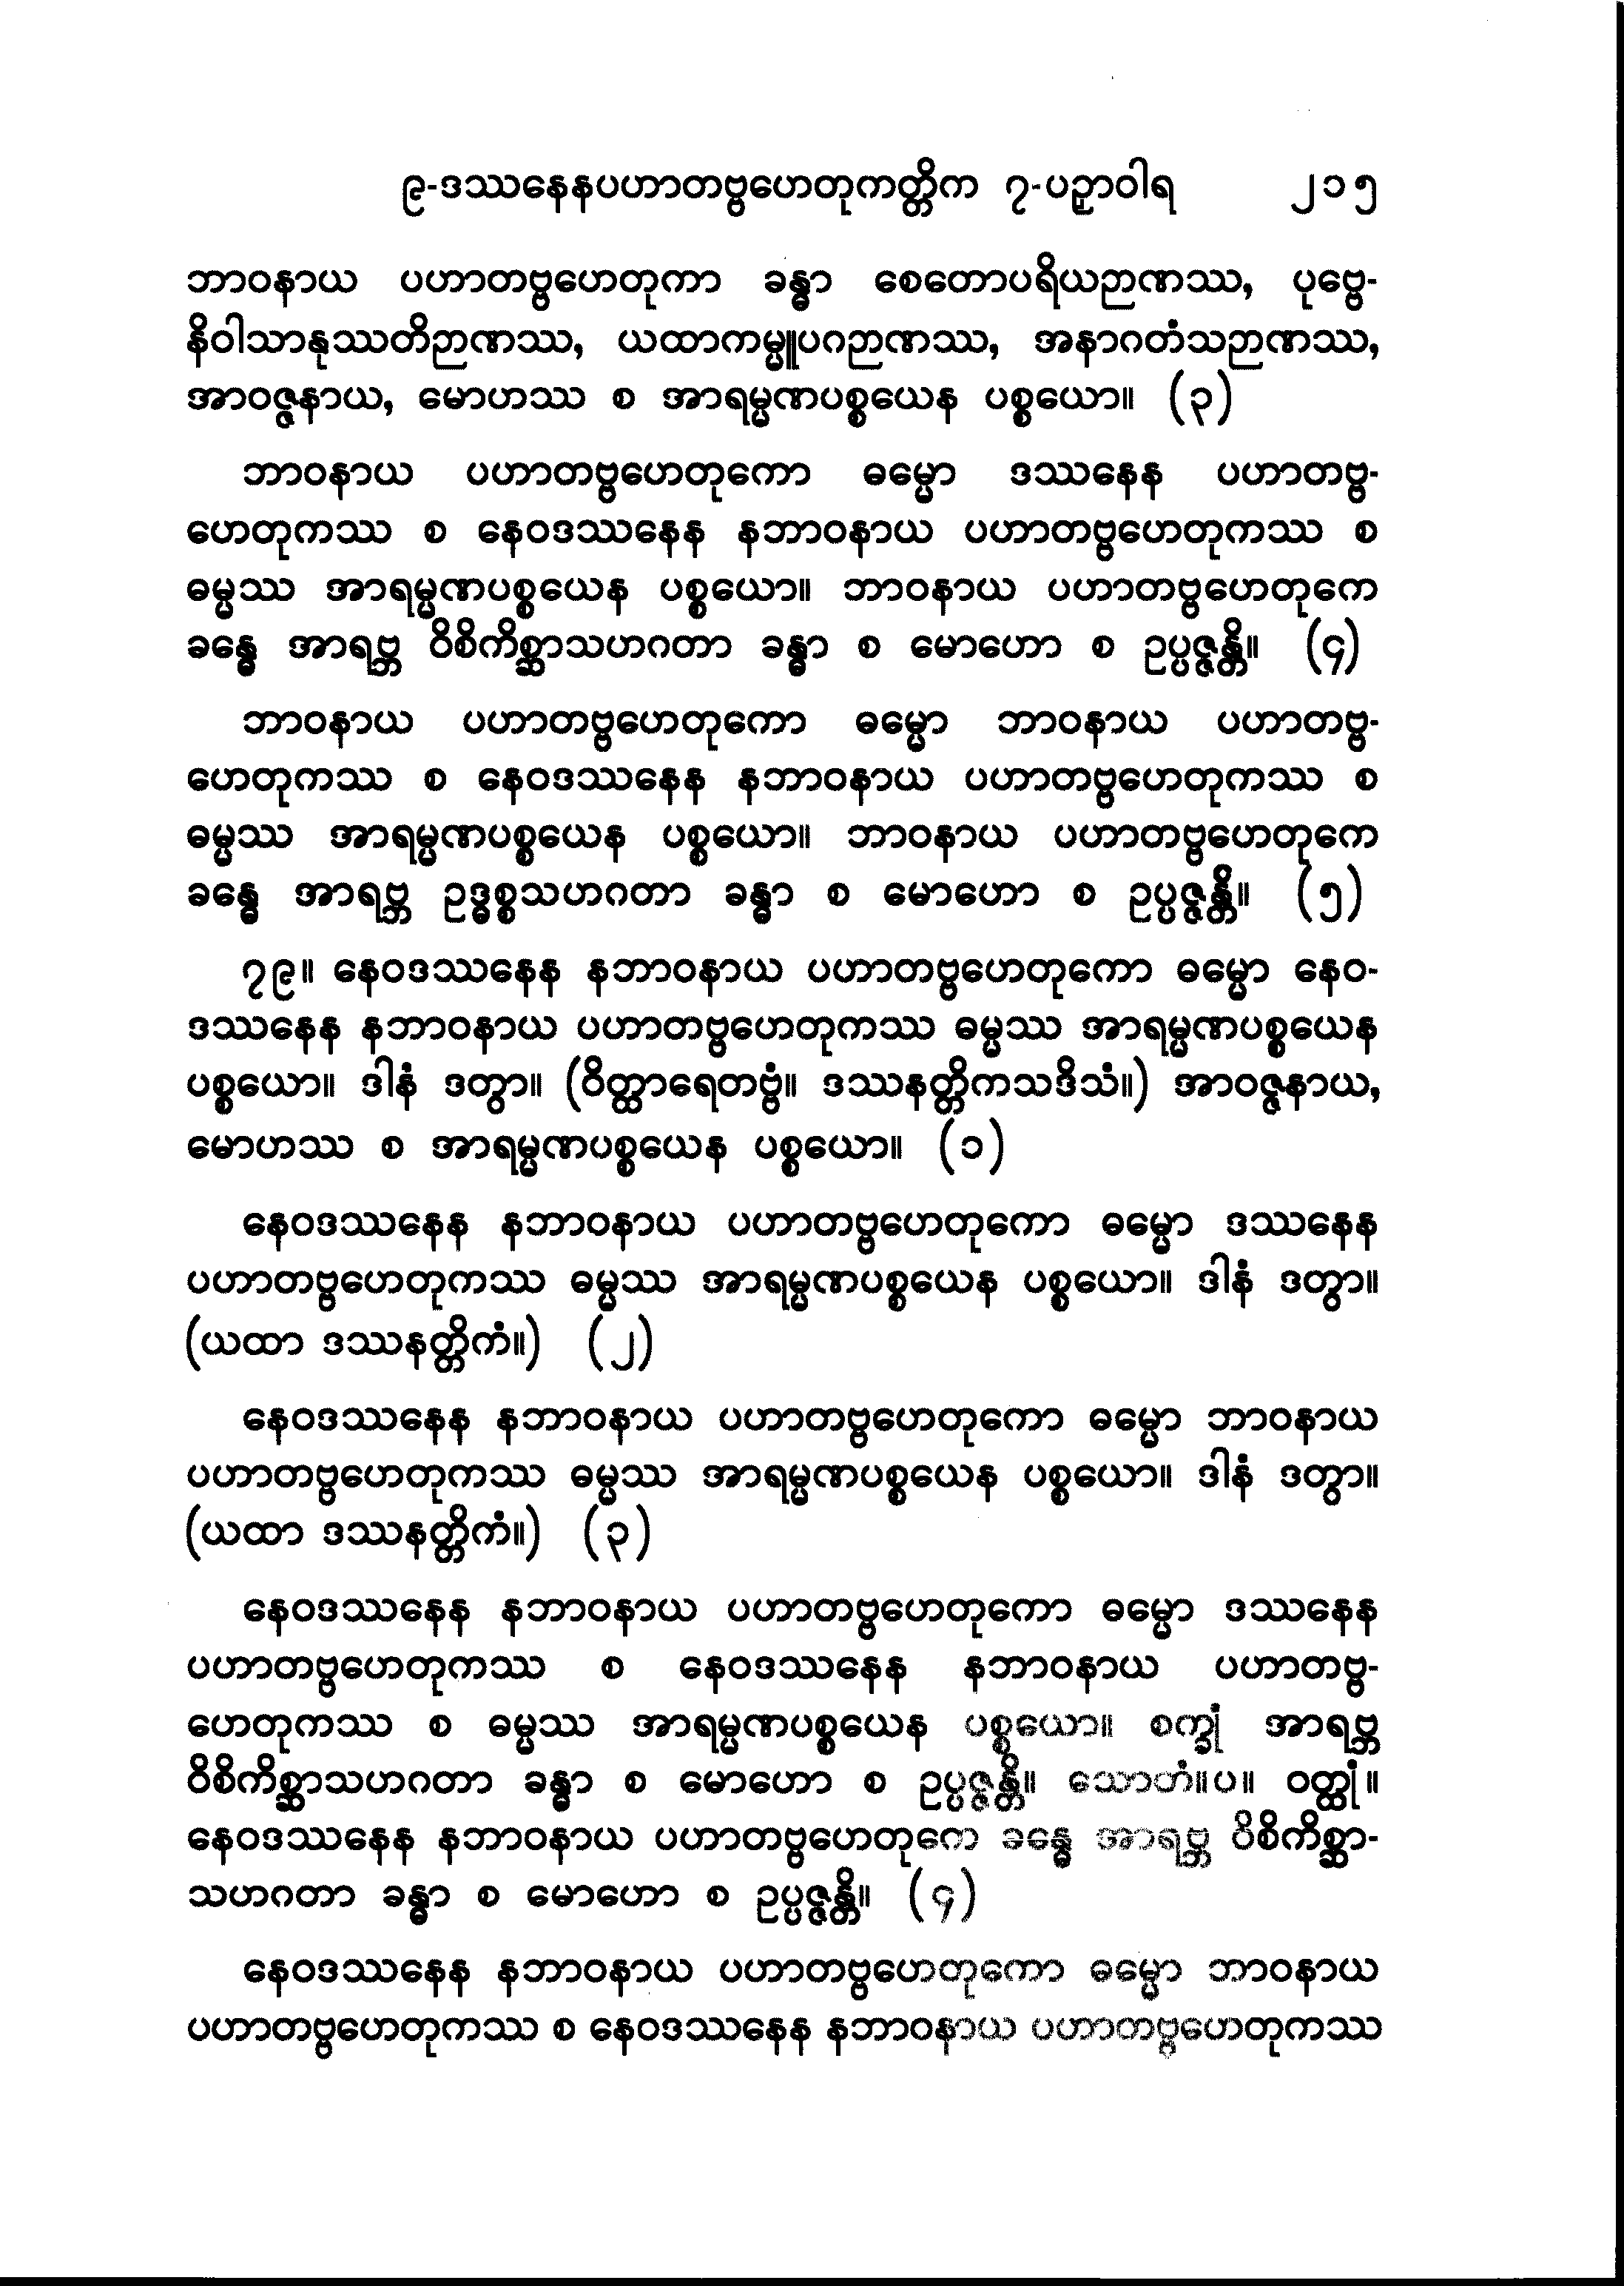 ၉-ဒဿနေနပဟာတဗ္ဗဟေတုကတ္တိက ၇-ပဉှာဝါရ ၂၁၅
ဘာဝနာယ ပဟာတဗ္ဗဟေတုကာ ခန္ဓာ စေတောပရိယဉာဏဿ, ပုဗ္ဗေ-
နိဝါသာနုဿတိဉာဏဿ, ယထာကမ္မူပဂဉာဏဿ, အနာဂတံသဉာဏဿ,
အာဝဇ္ဇနာယ, မောဟဿ စ အာရမ္မဏပစ္စယေန ပစ္စယော။ (၃)
ဘာဝနာယ ပဟာတဗ္ဗဟေတုကော ဓမ္မော ဒဿနေန ပဟာတဗ္ဗ-
ဟေတုကဿ စ နေဝဒဿနေန နဘာဝနာယ ပဟာတဗ္ဗဟေတုကဿ စ
ဓမ္မဿ အာရမ္မဏပစ္စယေန ပစ္စယော။ ဘာဝနာယ ပဟာတဗ္ဗဟေတုကေ
ခန္ဓေ အာရဗ္ဘ ဝိစိကိစ္ဆာသဟဂတာ ခန္ဓာ စ မောဟော စ ဥပ္ပဇ္ဇန္တိ။ (၄)
ဘာဝနာယ ပဟာတဗ္ဗဟေတုကော ဓမ္မော ဘာဝနာယ ပဟာတဗ္ဗ-
ဟေတုကဿ စ နေဝဒဿနေန နဘာဝနာယ ပဟာတဗ္ဗဟေတုကဿ စ
ဓမ္မဿ အာရမ္မဏပစ္စယေန ပစ္စယော။ ဘာဝနာယ ပဟာတဗ္ဗဟေတုကေ
ခန္ဓေ အာရဗ္ဘ ဥဒ္ဓစ္စသဟဂတာ ခန္ဓာ စ မောဟော စ ဥပ္ပဇ္ဇန္တိ။ (၅)
၇၉။ နေဝဒဿနေန နဘာဝနာယ ပဟာတဗ္ဗဟေတုကော ဓမ္မော နေဝ-
ဒဿနေန နဘာဝနာယ ပဟာတဗ္ဗဟေတုကဿ ဓမ္မဿ အာရမ္မဏပစ္စယေန
ပစ္စယော။ ဒါနံ ဒတွာ။ (ဝိတ္ထာရေတဗ္ဗံ။ ဒဿနတ္တိကသဒိသံ။) အာဝဇ္ဇနာယ,
မောဟဿ စ အာရမ္မဏပစ္စယေန ပစ္စယော။ (၁)
နေဝဒဿနေန နဘာဝနာယ ပဟာတဗ္ဗဟေတုကော ဓမ္မော ဒဿနေန
ပဟာတဗ္ဗဟေတုကဿ ဓမ္မဿ အာရမ္မဏပစ္စယေန ပစ္စယော။ ဒါနံ ဒတွာ။
(ယထာ ဒဿနတ္တိကံ။) (၂)
နေဝဒဿနေန နဘာဝနာယ ပဟာတဗ္ဗဟေတုကော ဓမ္မော ဘာဝနာယ
ပဟာတဗ္ဗဟေတုကဿ ဓမ္မဿ အာရမ္မဏပစ္စယေန ပစ္စယော။ ဒါနံ ဒတွာ။
(ယထာ ဒဿနတ္တိကံ။) (၃)
နေဝဒဿနေန နဘာဝနာယ ပဟာတဗ္ဗဟေတုကော ဓမ္မော ဒဿနေန
ပဟာတဗ္ဗဟေတုကဿ စ နေဝဒဿနေန နဘာဝနာယ ပဟာတဗ္ဗ-
ဟေတုကဿ စ ဓမ္မဿ အာရမ္မဏပစ္စယေန ပစ္စယော။ စက္ခုံ အာရဗ္ဘ
ဝိစိကိစ္ဆာသဟဂတာ ခန္ဓာ စ မောဟော စ ဥပ္ပဇ္ဇန္တိ။ သောတံ။ပ။ ဝတ္ထုံ။
နေဝဒဿနေန နဘာဝနာယ ပဟာတဗ္ဗဟေတုကေ ခန္ဓေ အာရဗ္ဘ ဝိစိကိစ္ဆာ-
သဟဂတာ ခန္ဓာ စ မောဟော စ ဥပ္ပဇ္ဇန္တိ။ (၄)
နေဝဒဿနေန နဘာဝနာယ ပဟာတဗ္ဗဟေတုကော ဓမ္မော ဘာဝနာယ
ပဟာတဗ္ဗဟေတုကဿ စ နေဝဒဿနေန နဘာဝနာယ ပဟာတဗ္ဗဟေတုကဿ